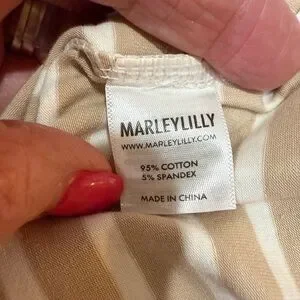 MARLEYLILLY
WWW.MARLEYLILLY.COM
95% COTTON
5% SPANDEX
MADE IN CHINA